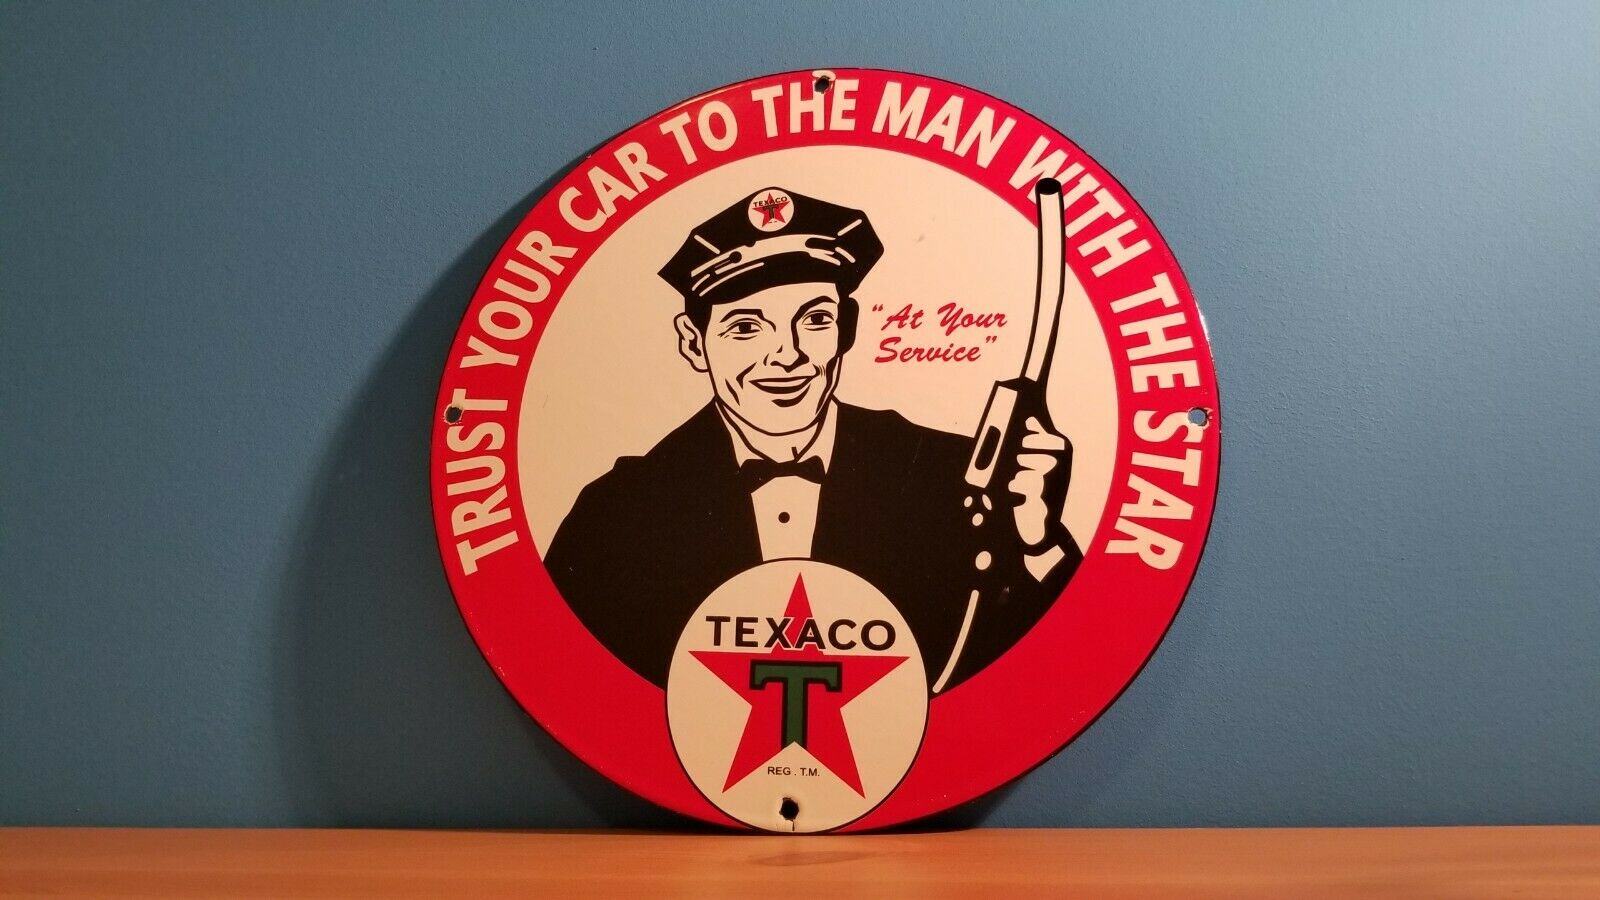 TRUST YOUR CAR TO THE MAN WITH THE STAR
TEXACO
T
"At Your
Service"
TEXACO
T
REG . T.M.